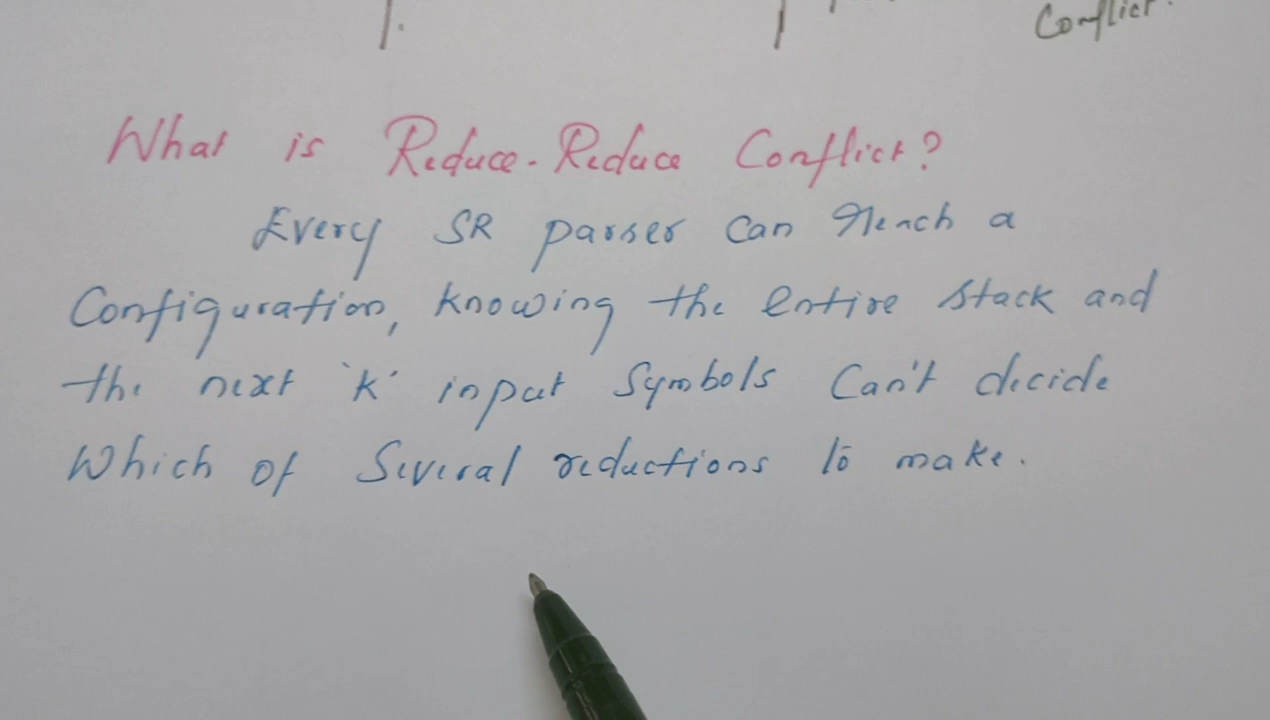 Conflict.
What is Reduce-Reduce Conflict?
Every SR parser can reach a
Configuration, knowing the entire stack and
the next 'K' input Symbols Can't decide
Which of Several reductions to make.